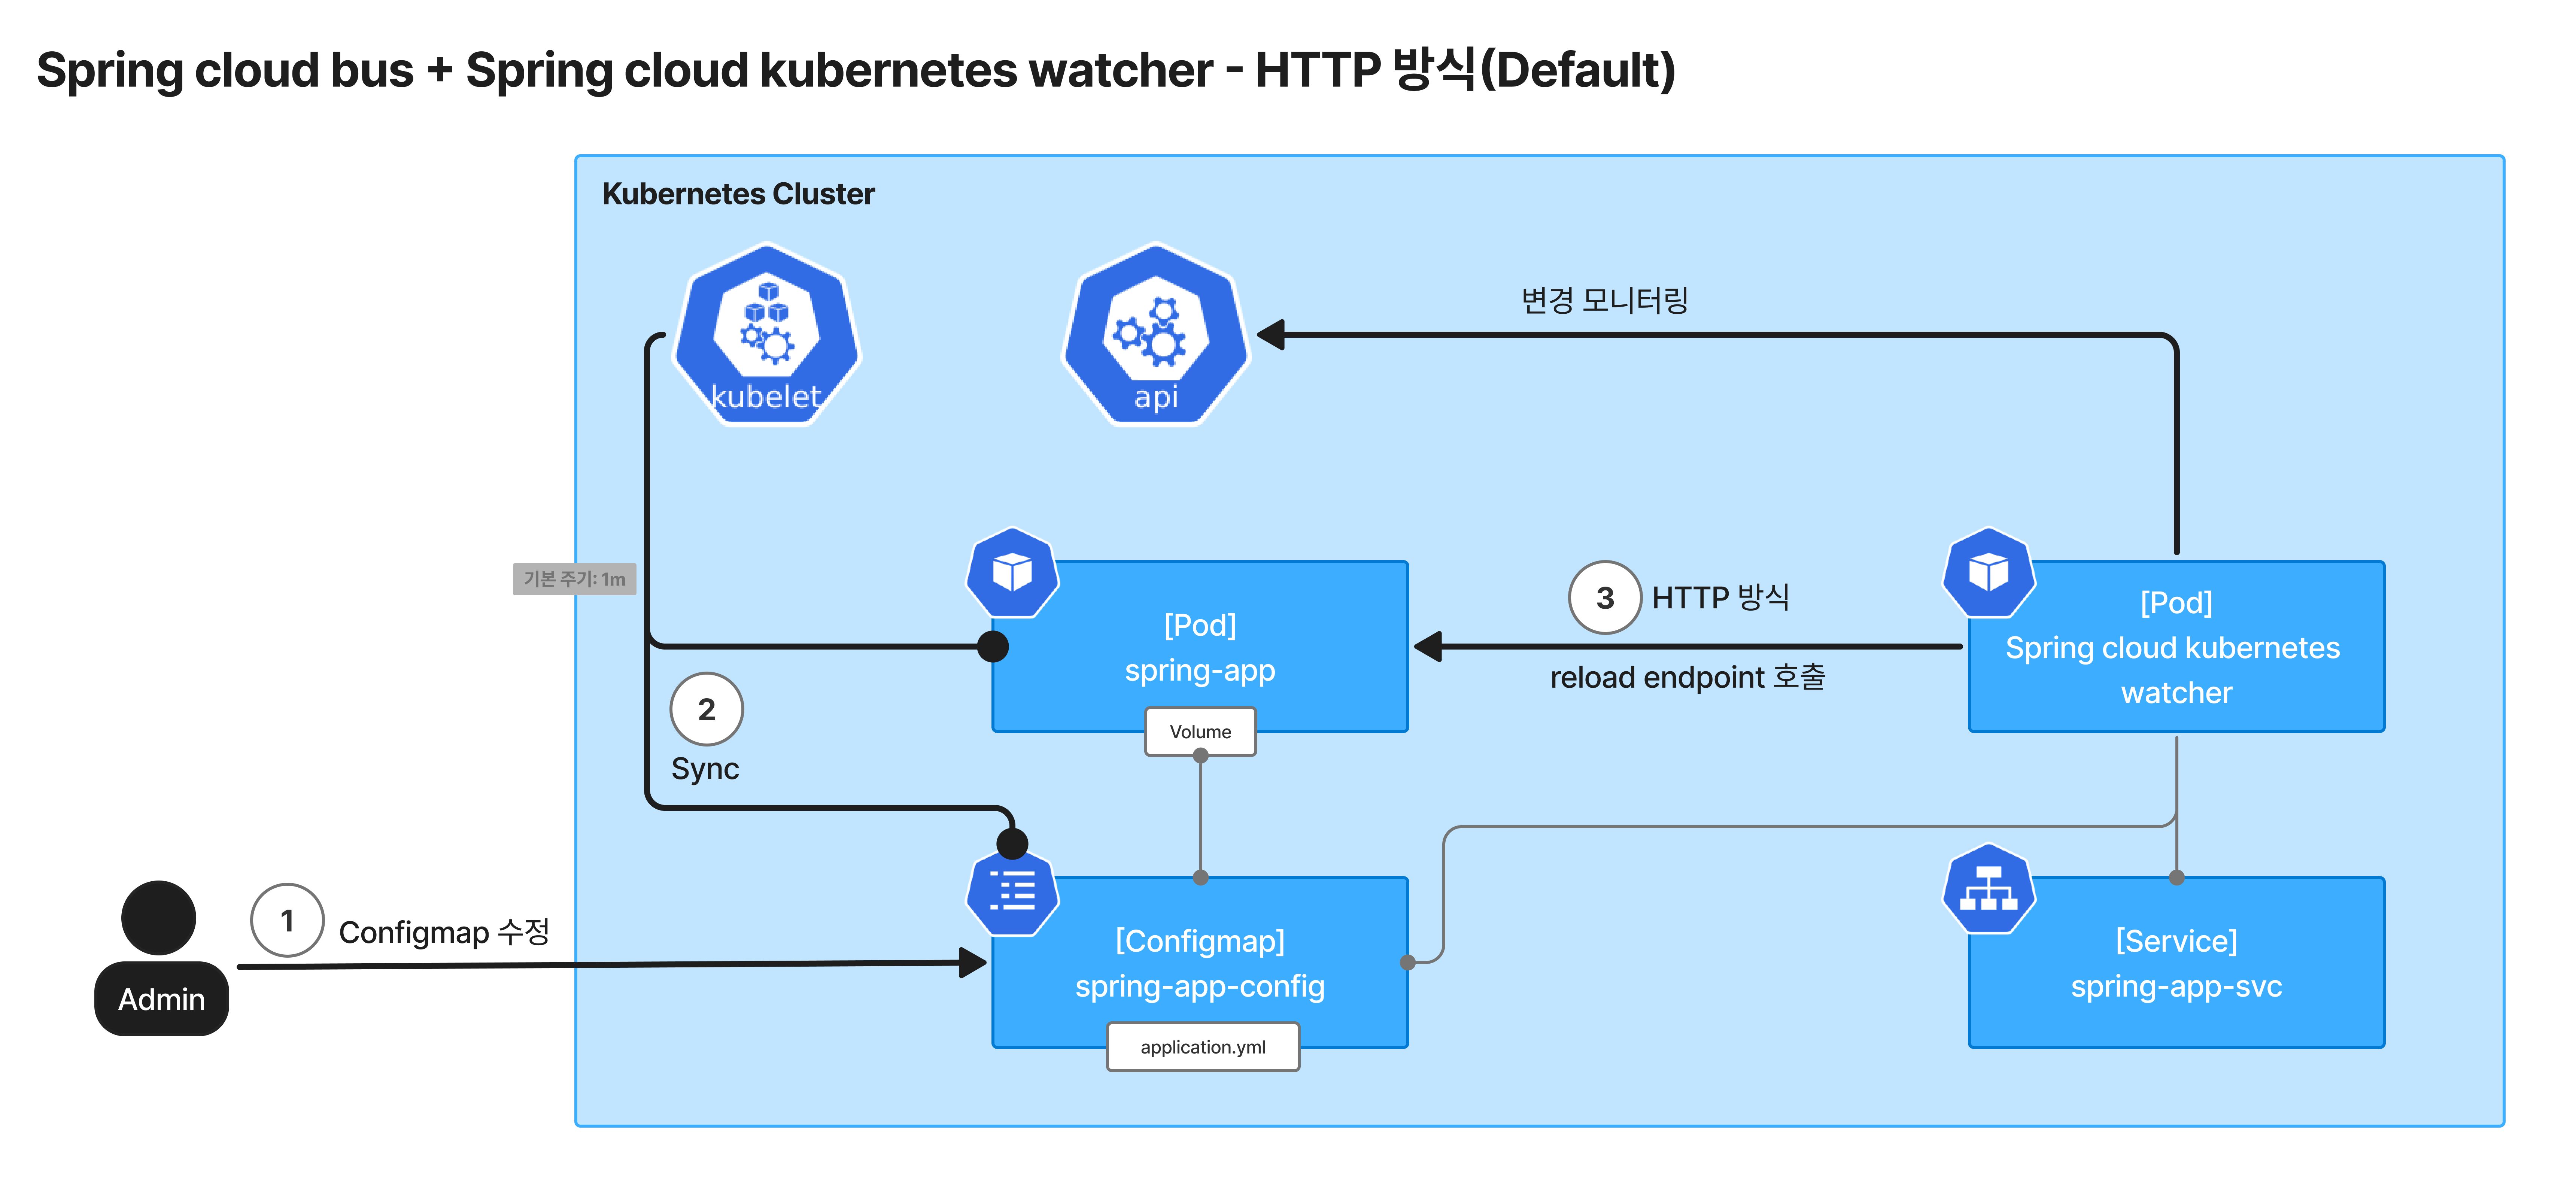 Spring cloud bus + Spring cloud kubernetes watcher - HTTP 방식(Default)
Kubernetes Cluster
kubelet
api
변경 모니터링
기본 주기: 1m
[Pod]
spring-app
Volume
3
HTTP 방식
reload endpoint 호출
[Pod]
Spring cloud kubernetes
watcher
2
Sync
1
Configmap 수정
Admin
[Configmap]
spring-app-config
application.yml
[Service]
spring-app-svc